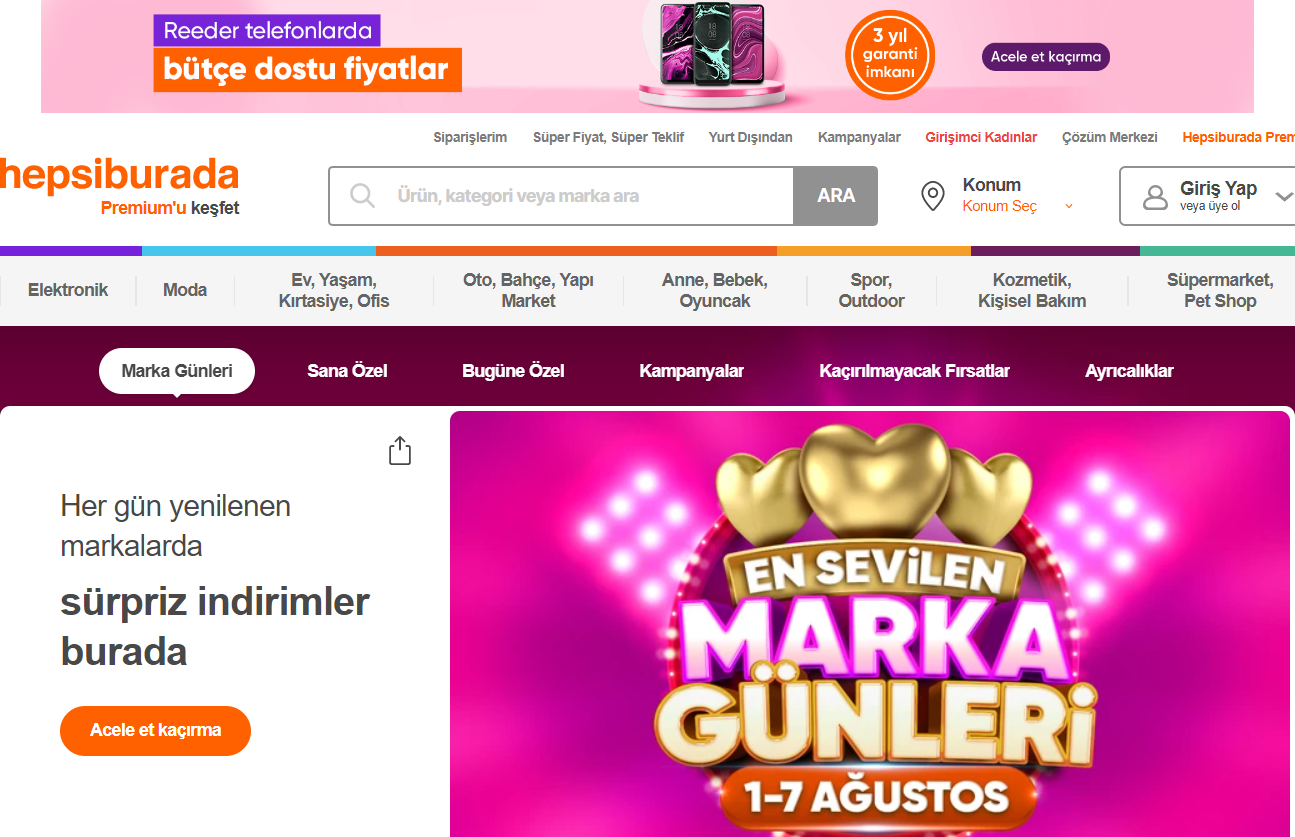 Reeder telefonlarda
bütçe dostu fiyatlar
3 yıl
garanti
imkanı
Acele et kaçırma
Siparişlerim
Süper Fiyat, Süper Teklif
Yurt Dışından
Kampanyalar
Girişimci Kadınlar
Çözüm Merkezi
Hepsiburada Prem
hepsiburada
Premium'u keşfet
Ürün, kategori veya marka ara
ARA
Konum
Konum Seç
Giriş Yap
veya üye ol
Elektronik
Moda
Ev, Yaşam,
Kırtasiye, Ofis
Oto, Bahçe, Yapı
Market
Anne, Bebek,
Oyuncak
Spor,
Outdoor
Kozmetik,
Kişisel Bakım
Süpermarket,
Pet Shop
Marka Günleri
Sana Özel
Bugüne Özel
Kampanyalar
Kaçırılmayacak Fırsatlar
Ayrıcalıklar
Her gün yenilenen
markalarda
sürpriz indirimler
burada
Acele et kaçırma
EN SEViLEN
MARKA
GÜNLERi
1-7 AĞUSTOS